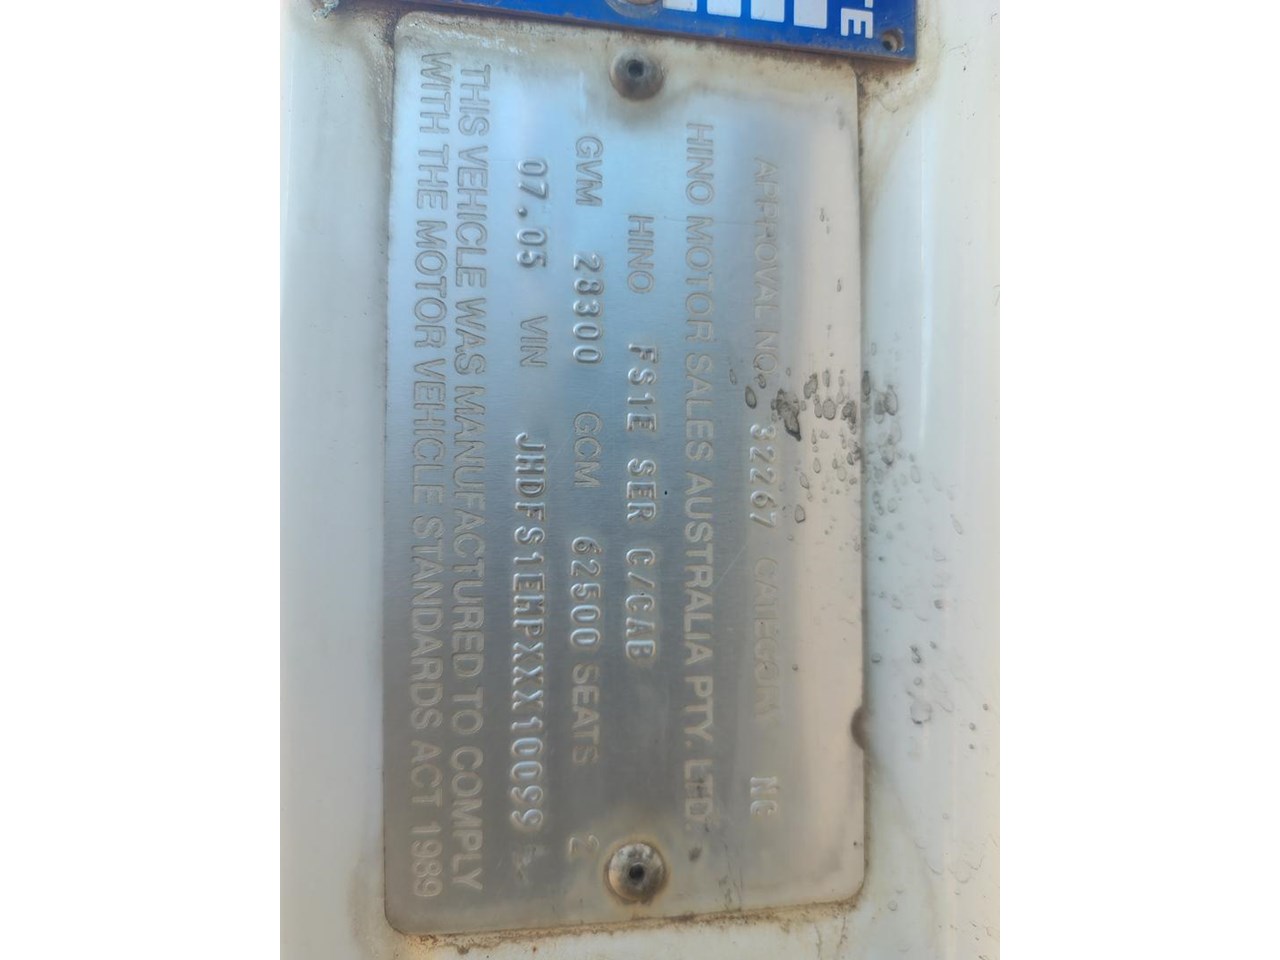 APPROVAL NO. 32267 CATEGORY NC
HINO MOTOR SALES AUSTRALIA PTY. LTD.
HINO FS1E SER C/CAB
GVM 28300 GCM 62500 SEATS 2
07.05 VIN JHDFS1EMPXXX10099
THIS VEHICLE WAS MANUFACTURED TO COMPLY
WITH THE MOTOR VEHICLE STANDARDS ACT 1989